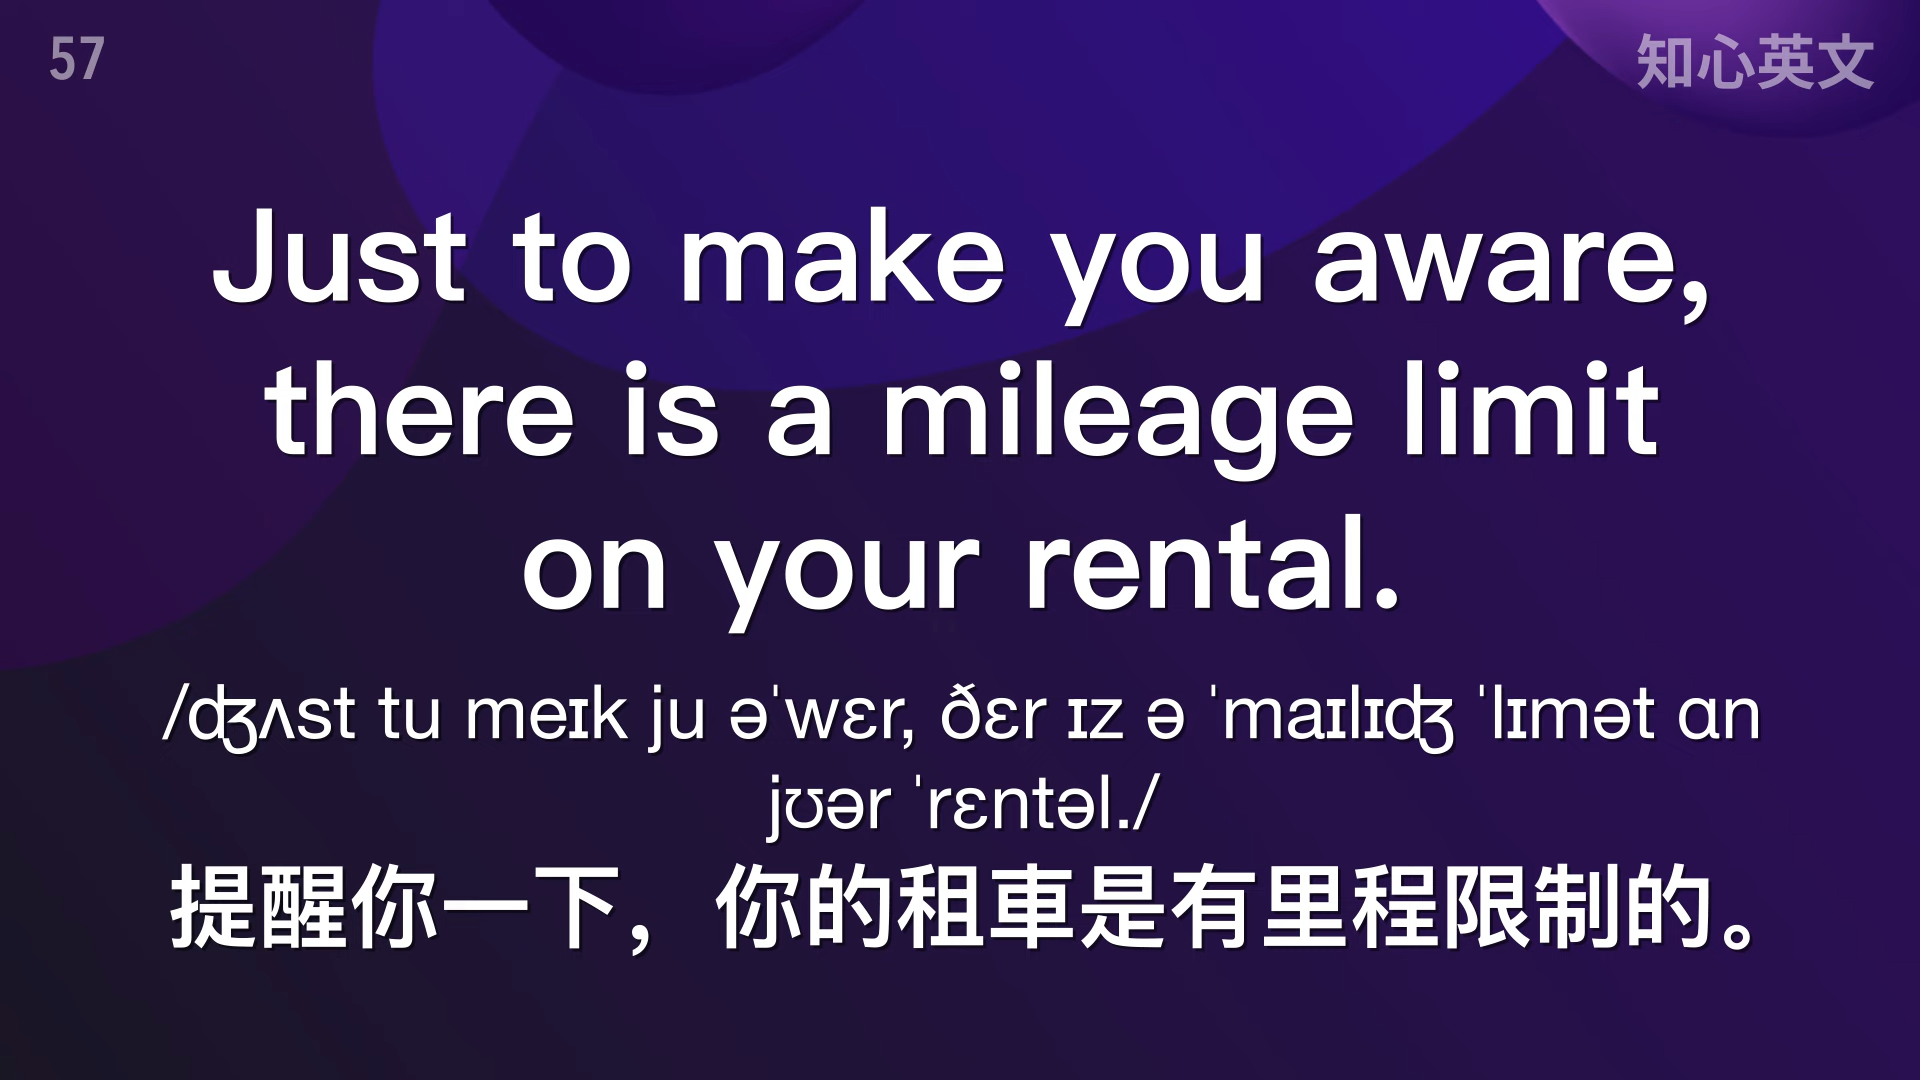 57
知心英文
Just to make you aware,
there is a mileage limit
on your rental.
/ʤʌst tu meɪk ju əˈwɛr, ðɛr ɪz ə ˈmaɪlɪʤ ˈlɪmət ɑn
jʊər ˈrɛntəl./
提醒你一下，你的租車是有里程限制的。